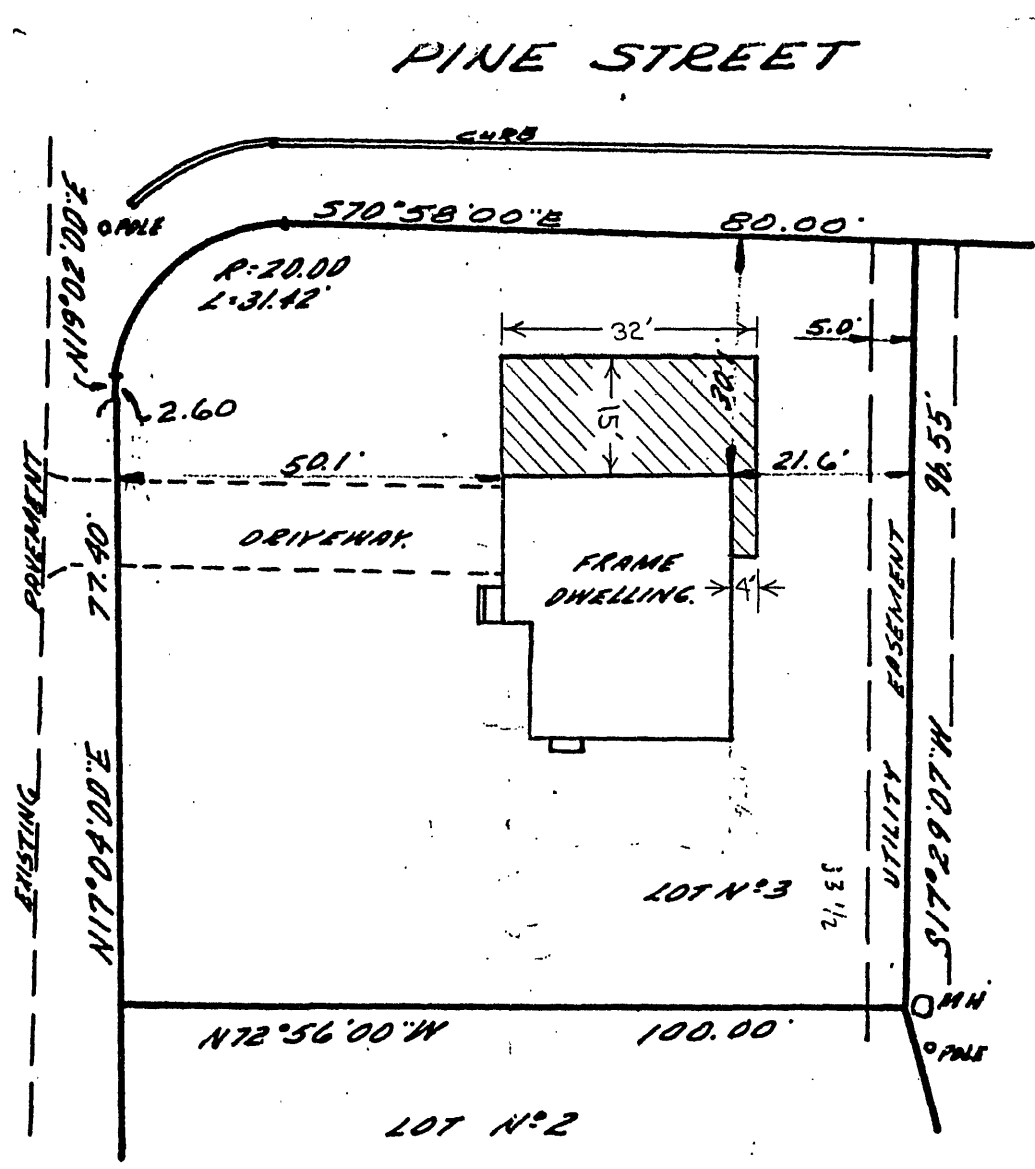 PINE STREET
CURB
POLE
S70°58'00"E 80.00'
N19°02'00"E
R=20.00
L=31.42'
2.60
32'
15'
30.1'
5.0'
50.1'
21.6'
96.55'
PAVEMENT
EXISTING
77.40'
DRIVEWAY.
FRAME
DWELLING.
4'
UTILITY EASEMENT
N17°04'00"E
S17°29'07"W
LOT Nº3
33 1/2
MH
POLE
N72°56'00"W 100.00'
LOT Nº2